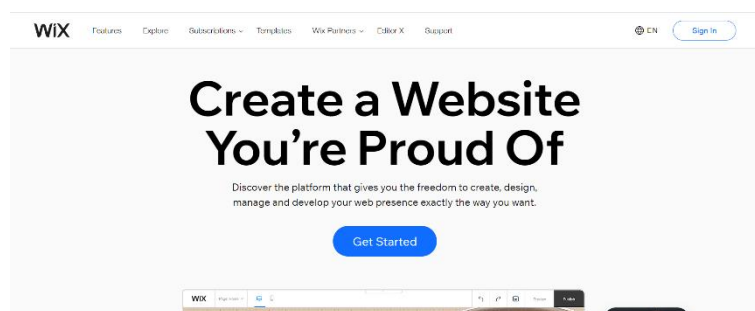 WiX Features Explore Subscriptions Templates Wix Partners Editor X Support EN Sign In
Create a Website
You're Proud Of
Discover the platform that gives you the freedom to create, design,
manage and develop your web presence exactly the way you want.
Get Started
WiX